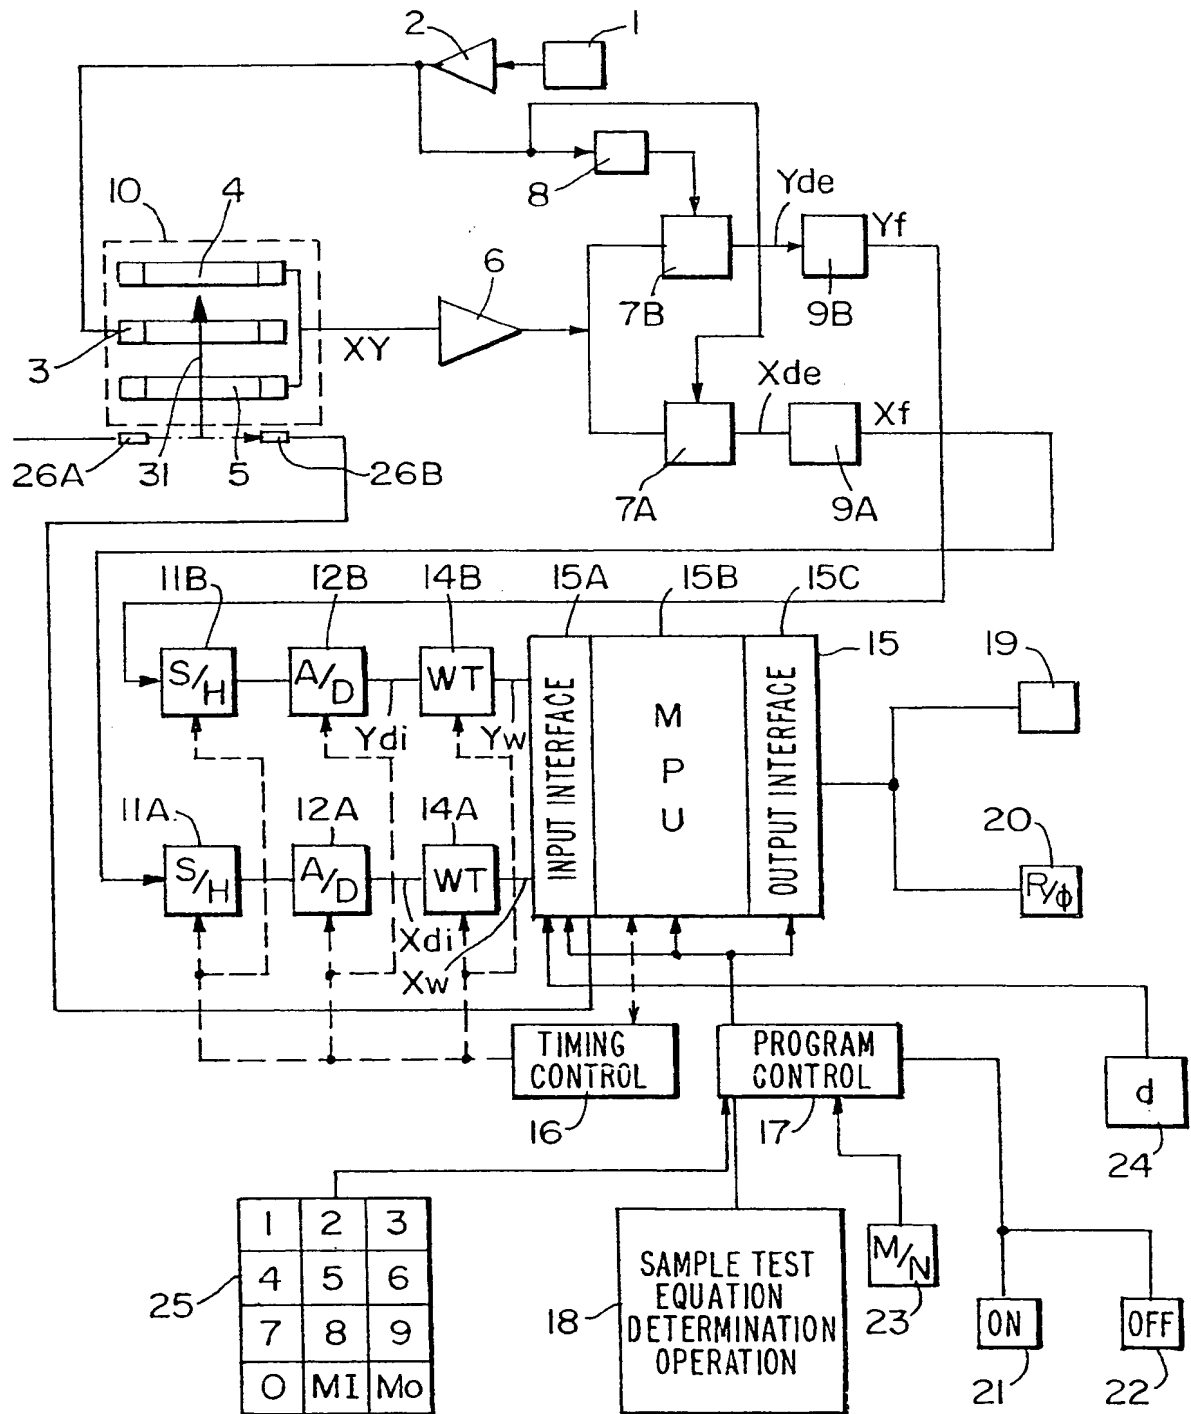 2
1
8
10
4
Yde
Yf
6
7B
9B
3
XY
Xde
Xf
26A
31
5
26B
7A
9A
11B
12B
14B
15A
15B
15C
15
19
S/H
A/D
WT
INPUT INTERFACE
MPU
OUTPUT INTERFACE
Ydi
Yw
11A
12A
14A
20
S/H
A/D
WT
R/ϕ
Xdi
Xw
TIMING
CONTROL
PROGRAM
CONTROL
d
16
17
24
1 2 3
4 5 6
7 8 9
0 MI Mo
25
SAMPLE TEST
EQUATION
DETERMINATION
OPERATION
18
M/N
23
ON
OFF
21
22